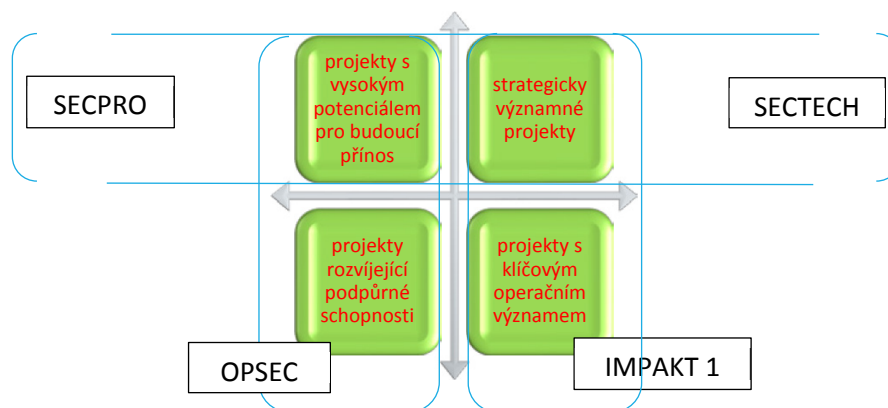 SECPRO
projekty s
vysokým
potenciálem
pro budoucí
přínos
strategicky
významné
projekty
SECTECH
projekty
rozvíjející
podpůrné
schopnosti
projekty s
klíčovým
operačním
významem
OPSEC
IMPAKT 1